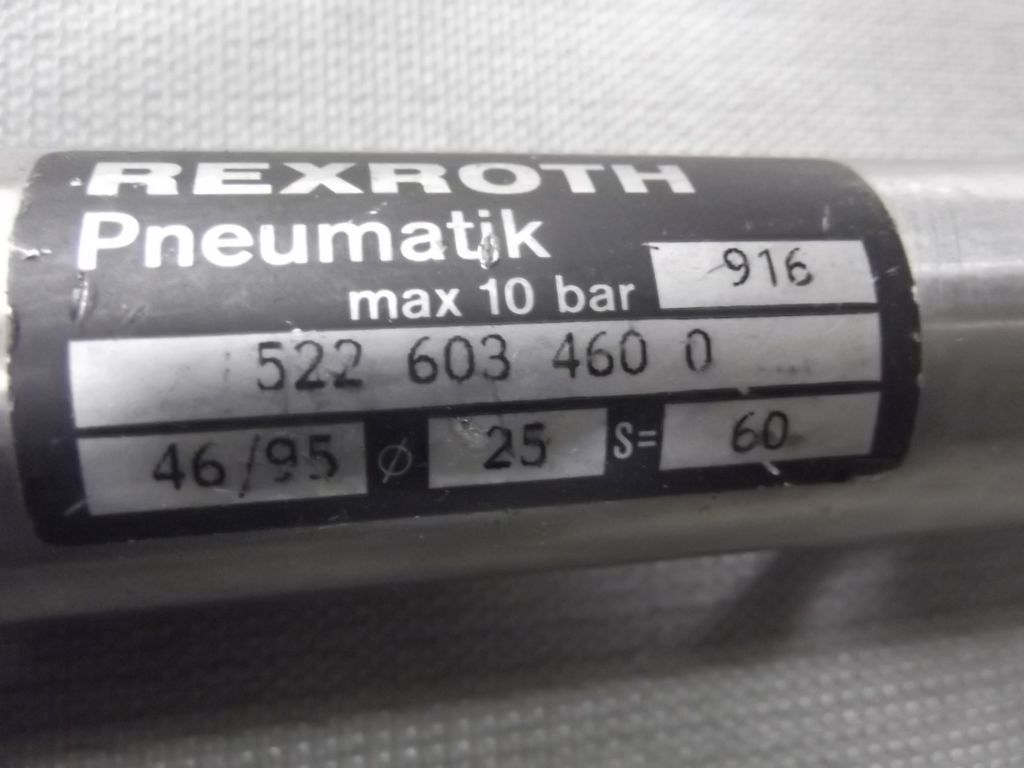 REXROTH
Pneumatik
max 10 bar 916
522 603 460 0
46/95 ⌀ 25 S= 60